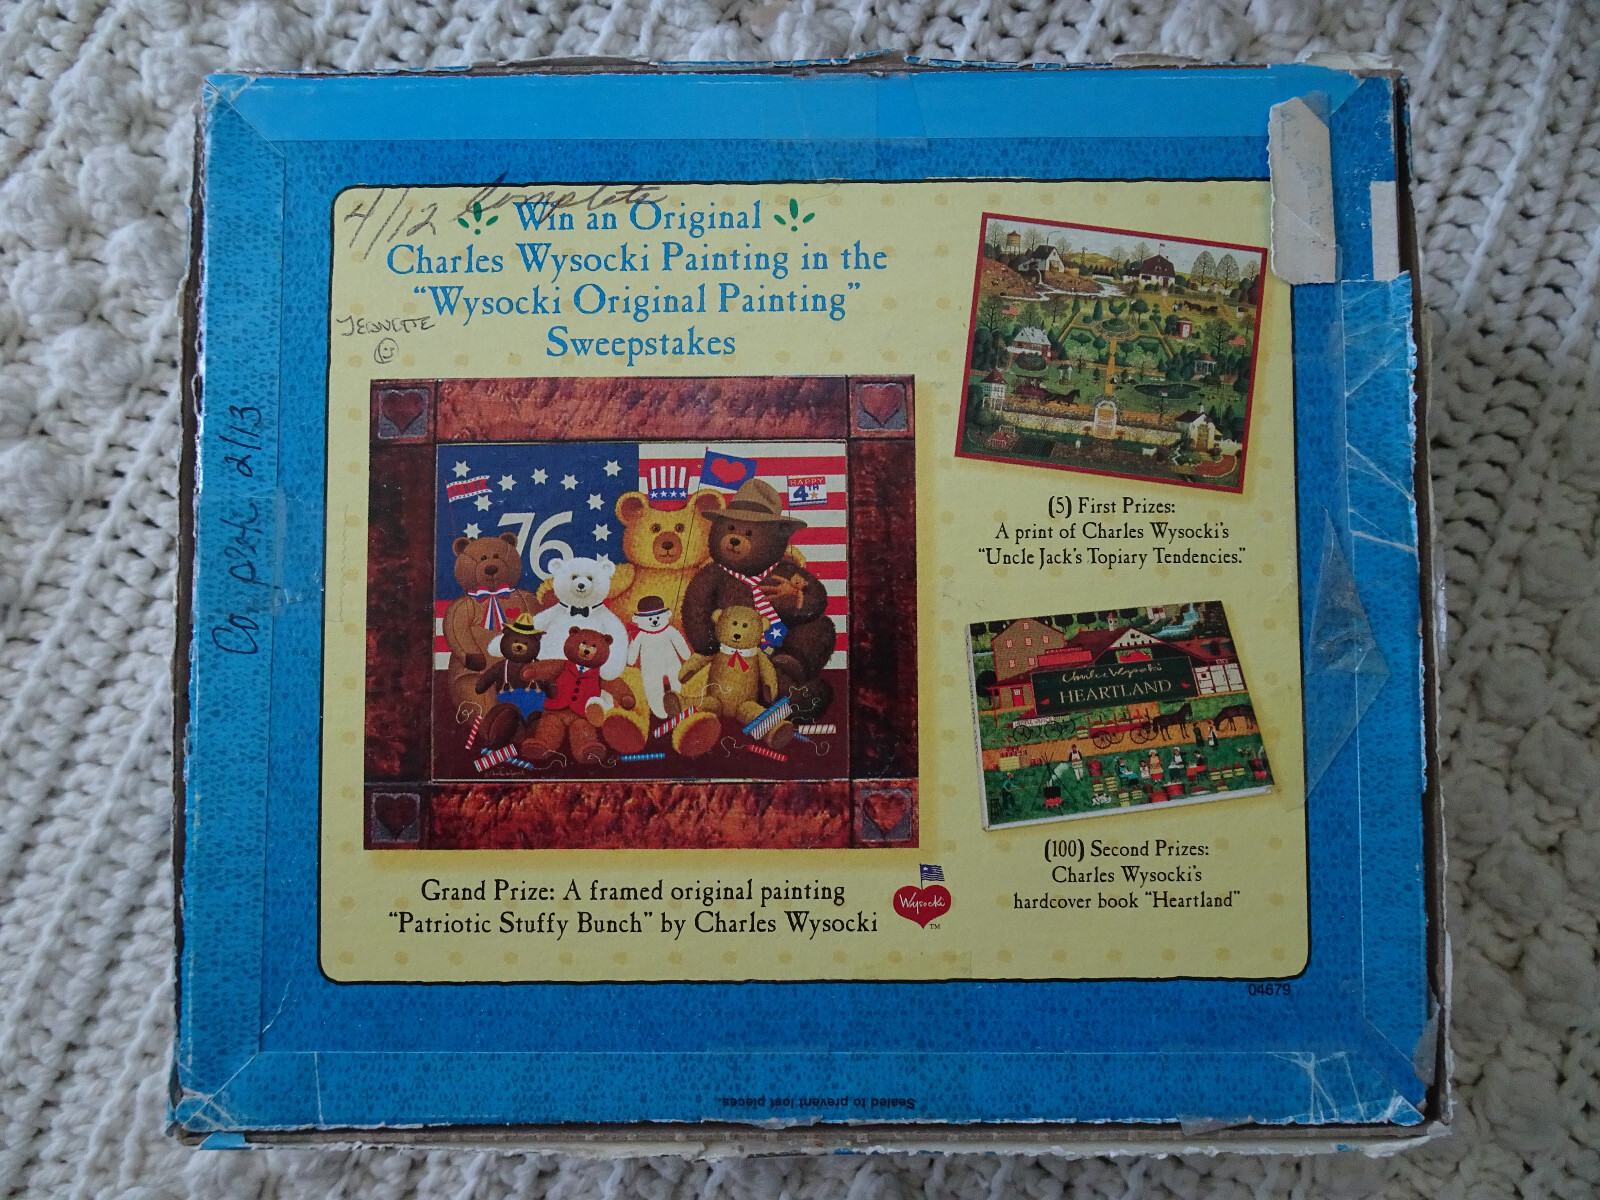 4/12 Complete
Win an Original
Charles Wysocki Painting in the
“Wysocki Original Painting”
Sweepstakes
JEANETTE
Complete 2/13
76
HAPPY
4TH
(5) First Prizes:
A print of Charles Wysocki's
“Uncle Jack's Topiary Tendencies.”
Charles Wysocki's
HEARTLAND
(100) Second Prizes:
Charles Wysocki's
hardcover book “Heartland”
Grand Prize: A framed original painting
“Patriotic Stuffy Bunch” by Charles Wysocki
Wysocki
TM
04679
Sealed to prevent lost pieces.